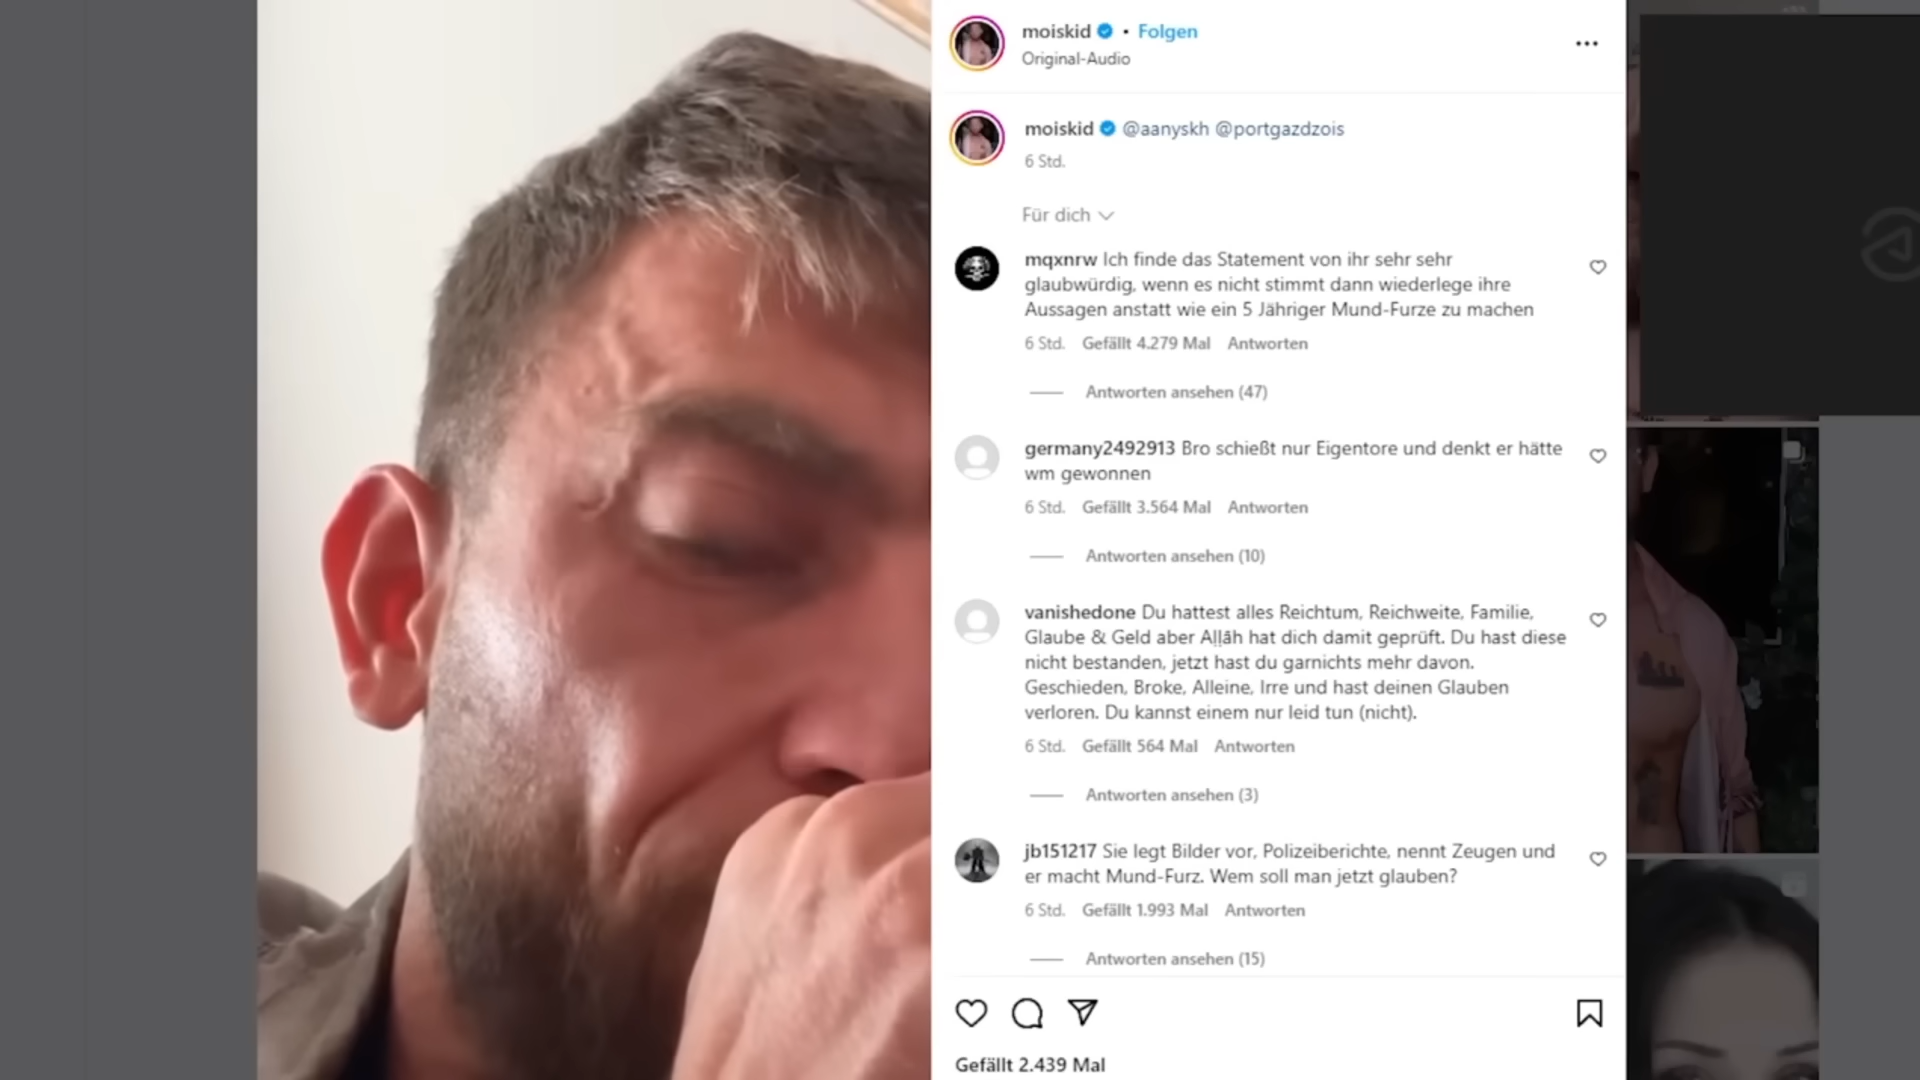 moiskid • Folgen
Original-Audio
moiskid @aanyskh @portgazdzois
6 Std.
Für dich
mqxnrw Ich finde das Statement von ihr sehr sehr
glaubwürdig, wenn es nicht stimmt dann wiederlege ihre
Aussagen anstatt wie ein 5 Jähriger Mund-Furze zu machen
6 Std. Gefällt 4.279 Mal Antworten
Antworten ansehen (47)
germany2492913 Bro schießt nur Eigentore und denkt er hätte
wm gewonnen
6 Std. Gefällt 3.564 Mal Antworten
Antworten ansehen (10)
vanishedone Du hattest alles Reichtum, Reichweite, Familie,
Glaube & Geld aber Aḷḷāh hat dich damit geprüft. Du hast diese
nicht bestanden, jetzt hast du garnichts mehr davon.
Geschieden, Broke, Alleine, Irre und hast deinen Glauben
verloren. Du kannst einem nur leid tun (nicht).
6 Std. Gefällt 564 Mal Antworten
Antworten ansehen (3)
jb151217 Sie legt Bilder vor, Polizeiberichte, nennt Zeugen und
er macht Mund-Furz. Wem soll man jetzt glauben?
6 Std. Gefällt 1.993 Mal Antworten
Antworten ansehen (15)
Gefällt 2.439 Mal